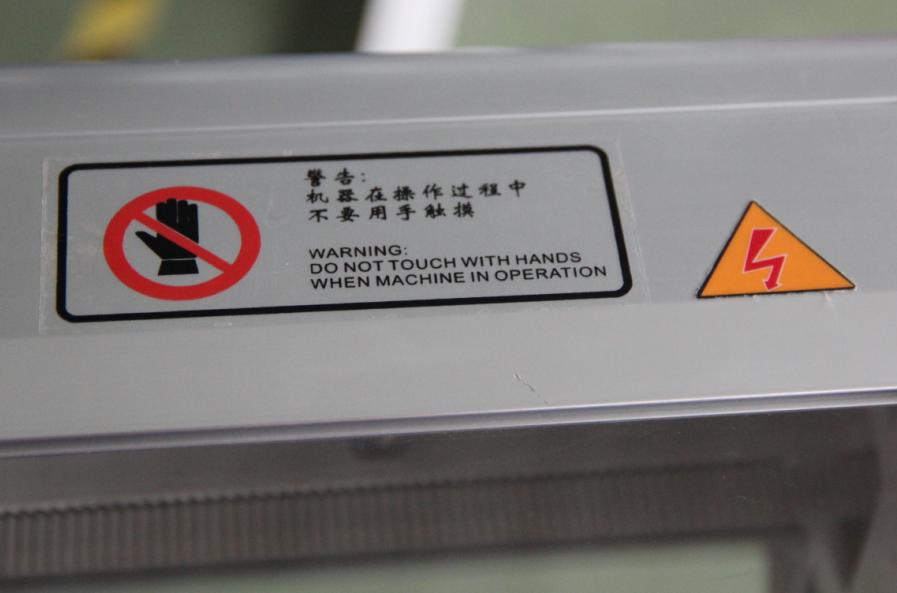 警告:
机器在操作过程中
不要用手触摸
WARNING:
DO NOT TOUCH WITH HANDS
WHEN MACHINE IN OPERATION